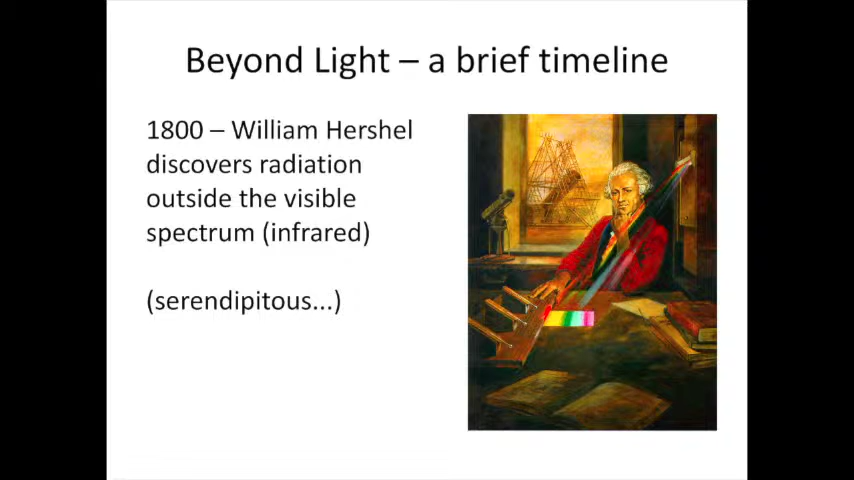 Beyond Light – a brief timeline
1800 – William Hershel
discovers radiation
outside the visible
spectrum (infrared)
(serendipitous...)